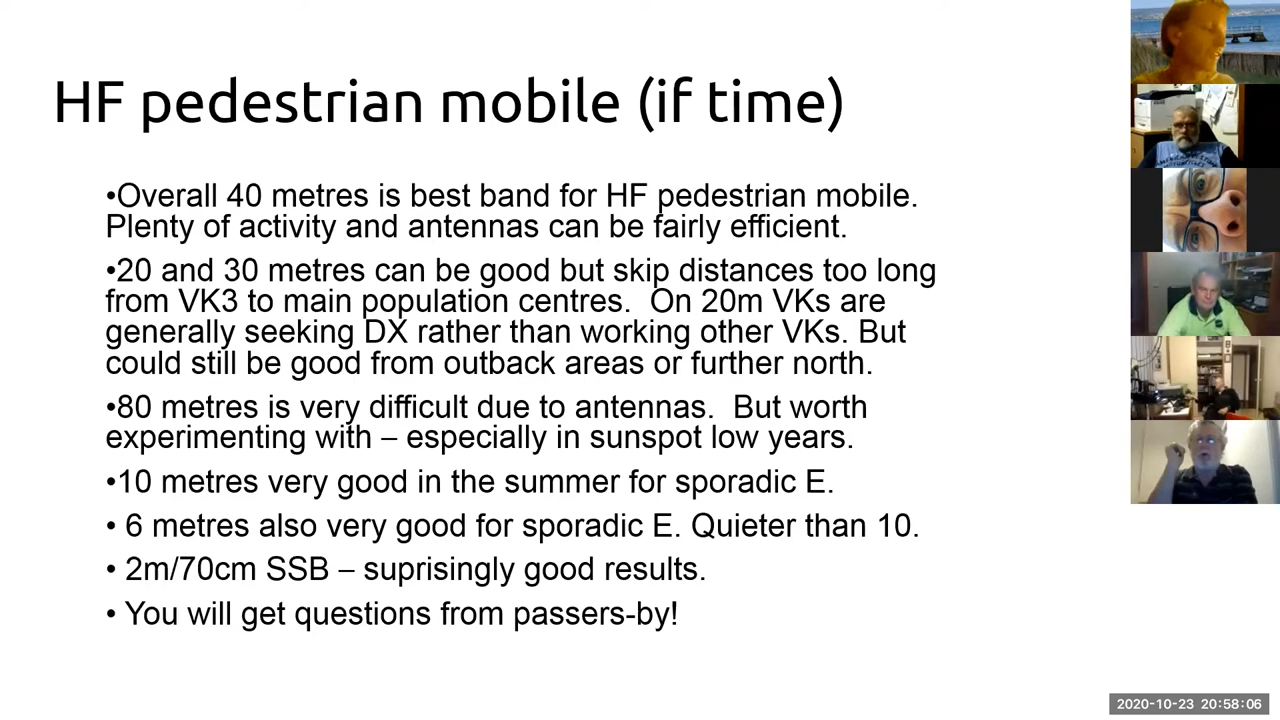 HF pedestrian mobile (if time)
•Overall 40 metres is best band for HF pedestrian mobile.
Plenty of activity and antennas can be fairly efficient.
•20 and 30 metres can be good but skip distances too long
from VK3 to main population centres.  On 20m VKs are
generally seeking DX rather than working other VKs. But
could still be good from outback areas or further north.
•80 metres is very difficult due to antennas.  But worth
experimenting with – especially in sunspot low years.
•10 metres very good in the summer for sporadic E.
• 6 metres also very good for sporadic E. Quieter than 10.
• 2m/70cm SSB – suprisingly good results.
• You will get questions from passers-by!
2020-10-23 20:58:06